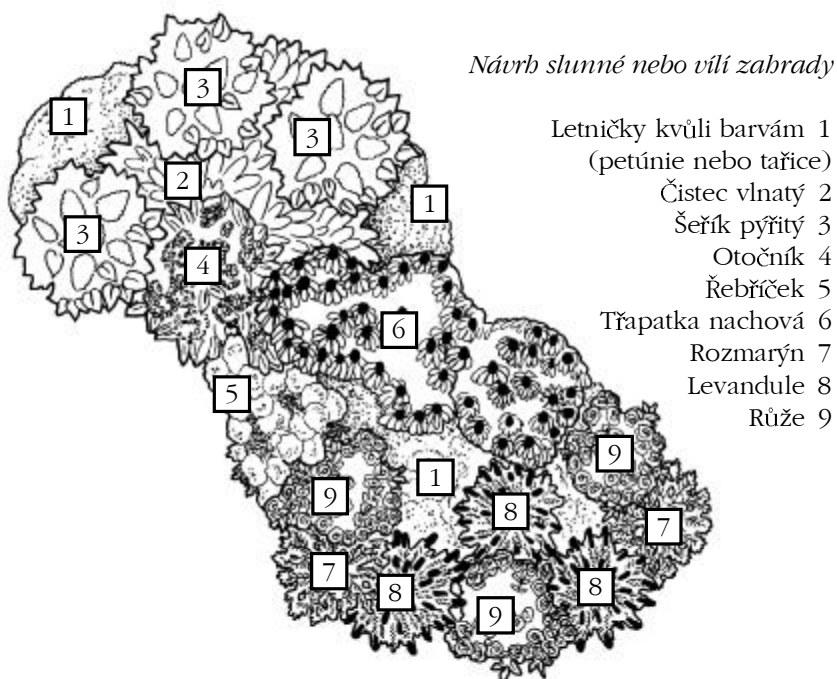 Návrh slunné nebo vílí zahrady
Letničky kvůli barvám 1
(petúnie nebo tařice)
Čistec vlnatý 2
Šeřík pýřitý 3
Otočník 4
Řebříček 5
Třapatka nachová 6
Rozmarýn 7
Levandule 8
Růže 9
3
1
3
2
1
3
4
6
5
9
1
9
8
7
7
8
8
9